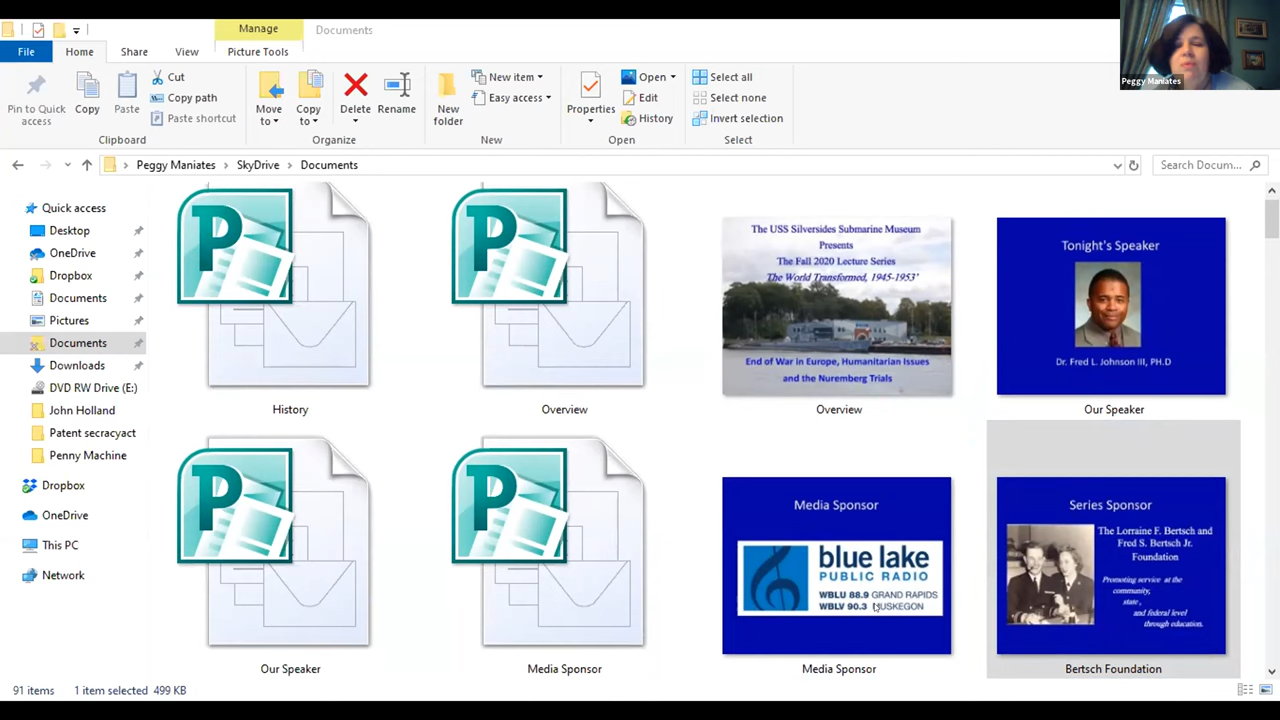 Manage
Documents
File
Home
Share
View
Picture Tools
Pin to Quick access
Copy
Paste
Cut
Copy path
Paste shortcut
Clipboard
Move to
Copy to
Delete
Rename
Organize
New folder
New item
Easy access
New
Properties
Open
Edit
History
Open
Select all
Select none
Invert selection
Select
Peggy Maniates
Peggy Maniates > SkyDrive > Documents
Search Docum...
Quick access
Desktop
OneDrive
Dropbox
Documents
Pictures
Documents
Downloads
DVD RW Drive (E:)
John Holland
Patent secracyact
Penny Machine
Dropbox
OneDrive
This PC
Network
P
History
P
Overview
The USS Silversides Submarine Museum
Presents
The Fall 2020 Lecture Series
The World Transformed, 1945-1953'
End of War in Europe, Humanitarian Issues
and the Nuremberg Trials
Overview
Tonight's Speaker
Dr. Fred L. Johnson III, PH.D
Our Speaker
P
Our Speaker
P
Media Sponsor
Media Sponsor
blue lake
PUBLIC RADIO
WBLU 88.9 GRAND RAPIDS
WBLV 90.3 MUSKEGON
Media Sponsor
Series Sponsor
The Lorraine F. Bertsch and
Fred S. Bertsch Jr.
Foundation
Promoting service at the
community,
state,
and federal level
through education.
Bertsch Foundation
91 items
1 item selected 499 KB